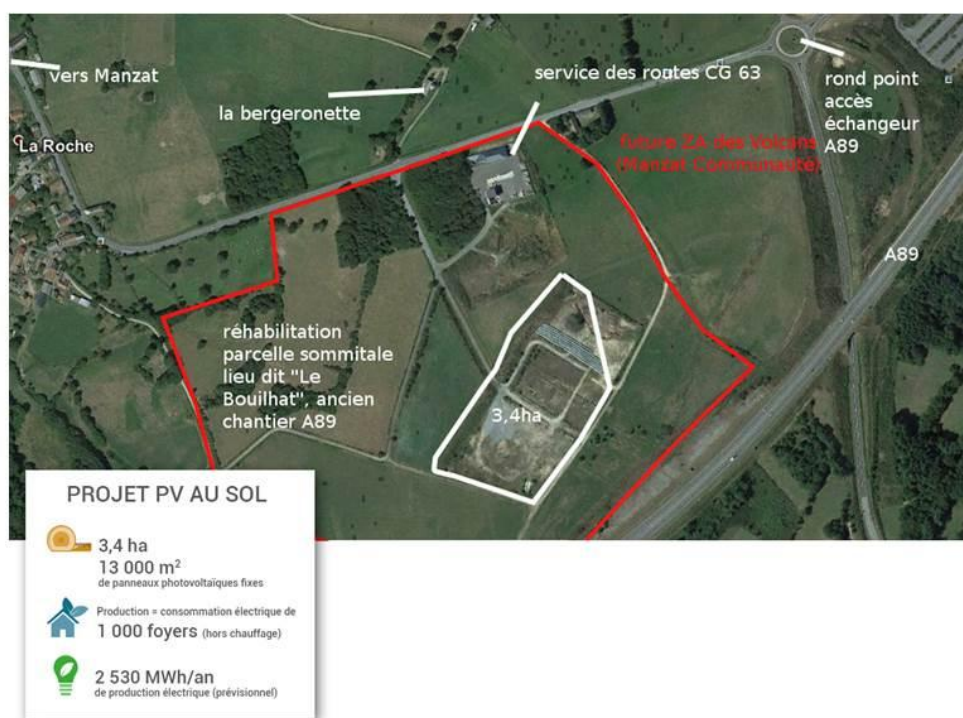 vers Manzat
la bergeronette
service des routes CG 63
rond point
accès
échangeur
A89
La Roche
future ZA des Volcans
(Manzat Communauté)
A89
réhabilitation
parcelle sommitale
lieu dit "Le
Bouilhat", ancien
chantier A89
3,4ha
PROJET PV AU SOL
3,4 ha
13 000 m²
de panneaux photovoltaïques fixes
Production = consommation électrique de
1 000 foyers (hors chauffage)
2 530 MWh/an
de production électrique (prévisionnel)